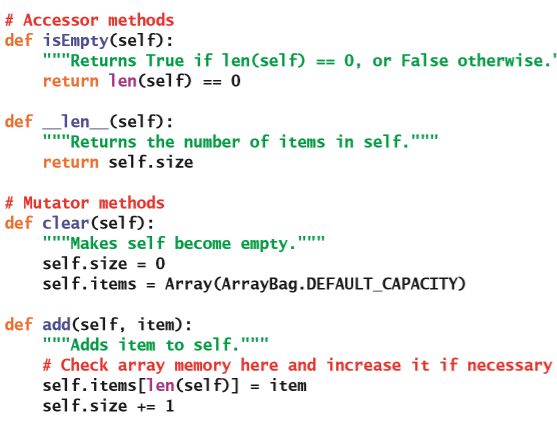 # Accessor methods
def isEmpty(self):
    """Returns True if len(self) == 0, or False otherwise."
    return len(self) == 0
def __len__(self):
    """Returns the number of items in self."""
    return self.size
# Mutator methods
def clear(self):
    """Makes self become empty."""
    self.size = 0
    self.items = Array(ArrayBag.DEFAULT_CAPACITY)
def add(self, item):
    """Adds item to self."""
    # Check array memory here and increase it if necessary
    self.items[len(self)] = item
    self.size += 1